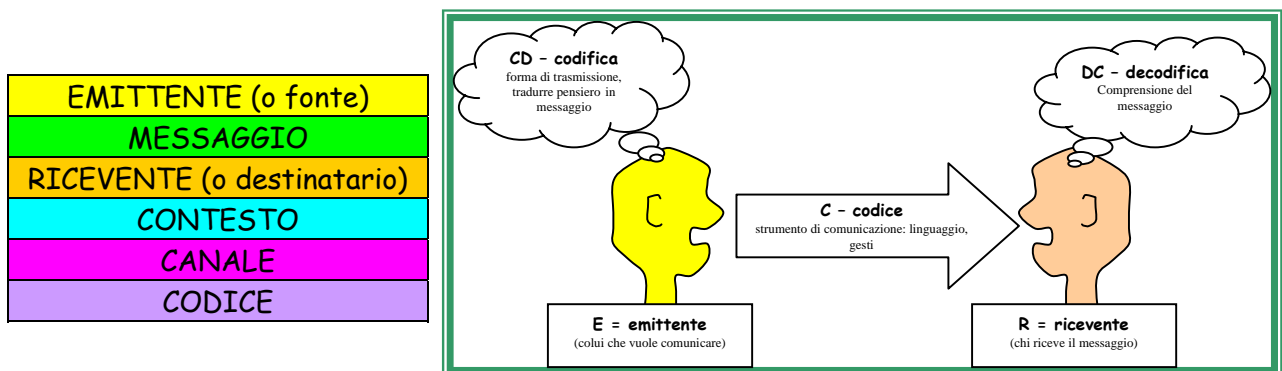 EMITTENTE (o fonte)
MESSAGGIO
RICEVENTE (o destinatario)
CONTESTO
CANALE
CODICE
CD - codifica
forma di trasmissione,
tradurre pensiero in
messaggio
DC - decodifica
Comprensione del
messaggio
C - codice
strumento di comunicazione: linguaggio,
gesti
E = emittente
(colui che vuole comunicare)
R = ricevente
(chi riceve il messaggio)